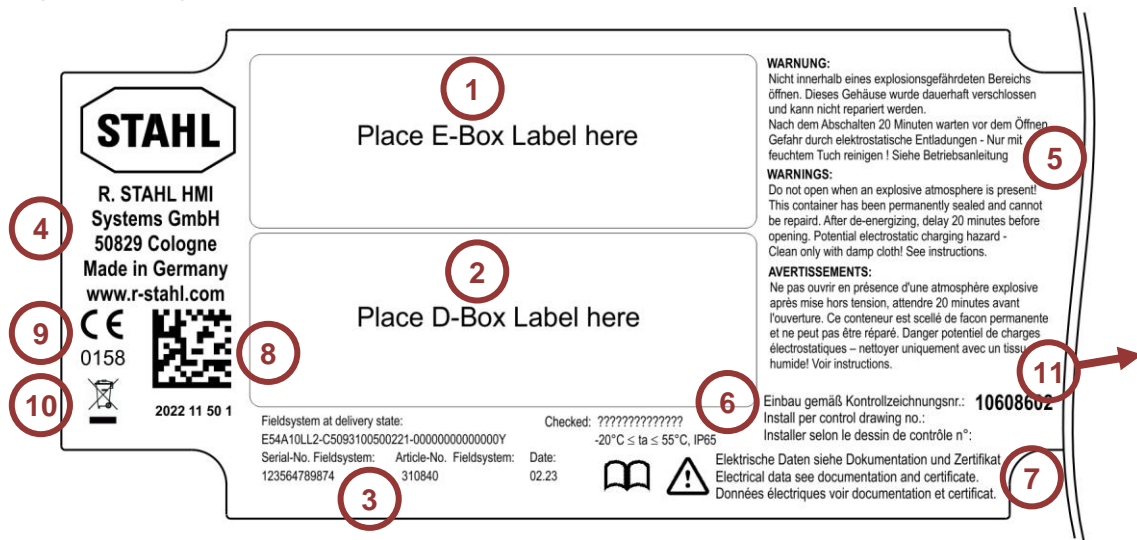 STAHL
R. STAHL HMI
Systems GmbH
50829 Cologne
Made in Germany
www.r-stahl.com
4
9
CE
0158
10
8
2022 11 50 1
1
Place E-Box Label here
2
Place D-Box Label here
Fieldsystem at delivery state:
Checked: ??????????????
E54A10LL2-C5093100500221-00000000000000Y
-20°C ≤ ta ≤ 55°C, IP65
Serial-No. Fieldsystem: Article-No. Fieldsystem: Date:
123564789874 310840 02.23
3
WARNUNG:
Nicht innerhalb eines explosionsgefährdeten Bereichs
öffnen. Dieses Gehäuse wurde dauerhaft verschlossen
und kann nicht repariert werden.
Nach dem Abschalten 20 Minuten warten vor dem Öffnen
Gefahr durch elektrostatische Entladungen - Nur mit
feuchtem Tuch reinigen ! Siehe Betriebsanleitung
5
WARNINGS:
Do not open when an explosive atmosphere is present!
This container has been permanently sealed and cannot
be repaird. After de-energizing, delay 20 minutes before
opening. Potential electrostatic charging hazard -
Clean only with damp cloth! See instructions.
AVERTISSEMENTS:
Ne pas ouvrir en présence d'une atmosphère explosive
après mise hors tension, attendre 20 minutes avant
l'ouverture. Ce conteneur est scellé de facon permanente
et ne peut pas être réparé. Danger potentiel de charges
électrostatiques – nettoyer uniquement avec un tissu
humide! Voir instructions.
11
6
Einbau gemäß Kontrollzeichnungsnr.: 10608602
Install per control drawing no.:
Installer selon le dessin de contrôle n°:
Elektrische Daten siehe Dokumentation und Zertifikat
Electrical data see documentation and certificate.
Données électriques voir documentation et certificat.
7